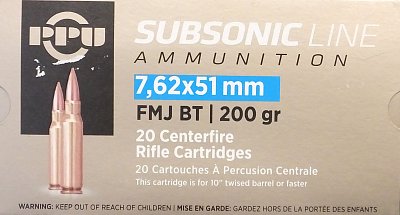 PPU
SUBSONIC LINE
AMMUNITION
7,62x51 mm
FMJ BT | 200 gr
20 Centerfire
Rifle Cartridges
20 Cartouches À Percusion Centrale
This cartridge is for 10" twised barrel or faster
WARNING: KEEP OUT OF REACH OF CHILDREN | MISE EN GARDE: GARDEZ HORS DE LA PORTÉE DES ENFANTS